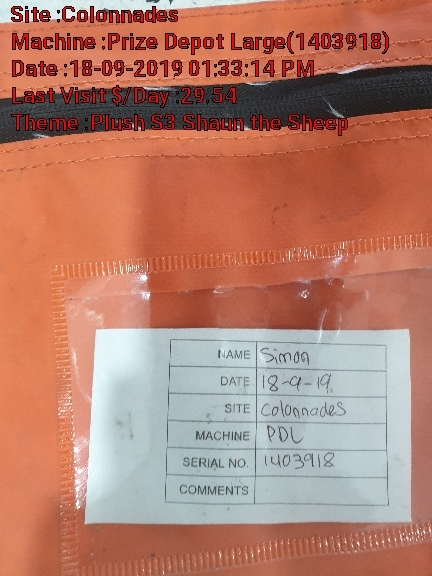 Site :Colonnades
Machine :Prize Depot Large(1403918)
Date :18-09-2019 01:33:14 PM
Last Visit $/Day :29.54
Theme :Plush S3 Shaun the Sheep
NAME Simon
DATE 18-9-19
SITE Colonnades
MACHINE PDL
SERIAL NO. 1403918
COMMENTS